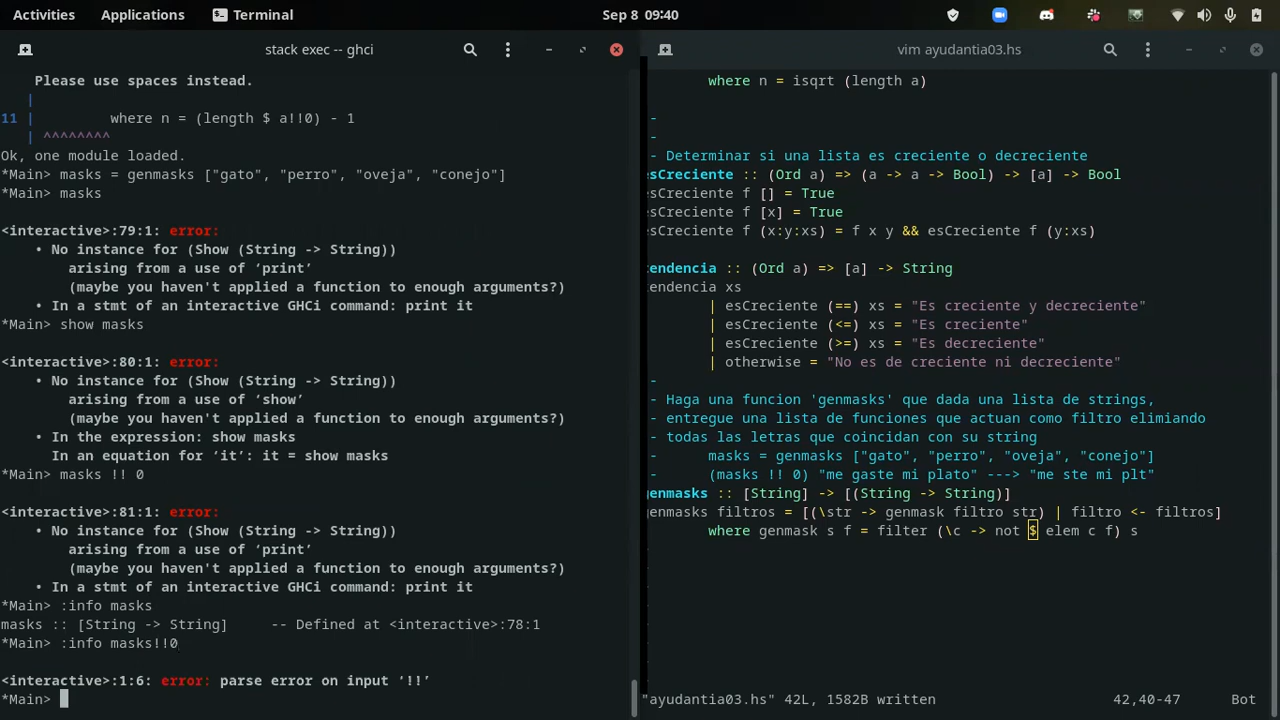 Activities Applications Terminal Sep 8 09:40
stack exec -- ghci
Please use spaces instead.
|
11 | where n = (length $ a!!0) - 1
| ^^^^^^^^
Ok, one module loaded.
*Main> masks = genmasks ["gato", "perro", "oveja", "conejo"]
*Main> masks
<interactive>:79:1: error:
• No instance for (Show (String -> String))
arising from a use of ‘print’
(maybe you haven't applied a function to enough arguments?)
• In a stmt of an interactive GHCi command: print it
*Main> show masks
<interactive>:80:1: error:
• No instance for (Show (String -> String))
arising from a use of ‘show’
(maybe you haven't applied a function to enough arguments?)
• In the expression: show masks
In an equation for ‘it’: it = show masks
*Main> masks !! 0
<interactive>:81:1: error:
• No instance for (Show (String -> String))
arising from a use of ‘print’
(maybe you haven't applied a function to enough arguments?)
• In a stmt of an interactive GHCi command: print it
*Main> :info masks
masks :: [String -> String] -- Defined at <interactive>:78:1
*Main> :info masks!!0
<interactive>:1:6: error: parse error on input ‘!!’
*Main>
vim ayudantia03.hs
where n = isqrt (length a)
-
-
- Determinar si una lista es creciente o decreciente
esCreciente :: (Ord a) => (a -> a -> Bool) -> [a] -> Bool
esCreciente f [] = True
esCreciente f [x] = True
esCreciente f (x:y:xs) = f x y && esCreciente f (y:xs)
tendencia :: (Ord a) => [a] -> String
tendencia xs
| esCreciente (==) xs = "Es creciente y decreciente"
| esCreciente (<=) xs = "Es creciente"
| esCreciente (>=) xs = "Es decreciente"
| otherwise = "No es de creciente ni decreciente"
-
- Haga una funcion 'genmasks' que dada una lista de strings,
- entregue una lista de funciones que actuan como filtro elimiando
- todas las letras que coincidan con su string
- masks = genmasks ["gato", "perro", "oveja", "conejo"]
- (masks !! 0) "me gaste mi plato" ---> "me ste mi plt"
genmasks :: [String] -> [(String -> String)]
genmasks filtros = [(\str -> genmask filtro str) | filtro <- filtros]
where genmask s f = filter (\c -> not $ elem c f) s
"ayudantia03.hs" 42L, 1582B written 42,40-47 Bot